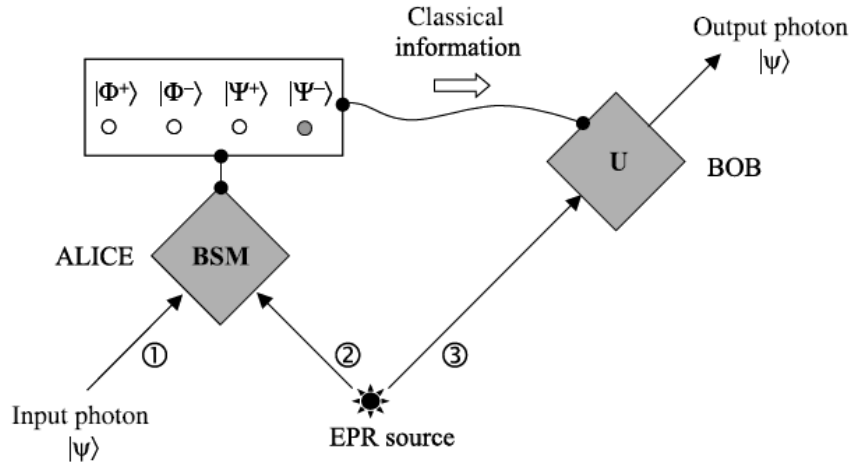 Classical
information
Output photon
|ψ⟩
|Φ⁺⟩ |Φ⁻⟩ |Ψ⁺⟩ |Ψ⁻⟩
U
BOB
ALICE
BSM
① ② ③
Input photon
|ψ⟩
EPR source